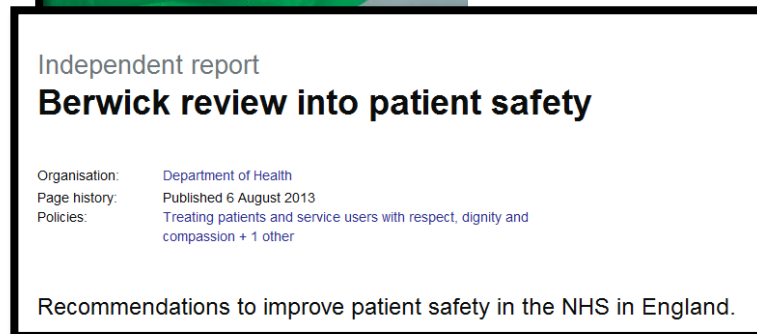 Independent report
Berwick review into patient safety
Organisation: Department of Health
Page history: Published 6 August 2013
Policies: Treating patients and service users with respect, dignity and
compassion + 1 other
Recommendations to improve patient safety in the NHS in England.